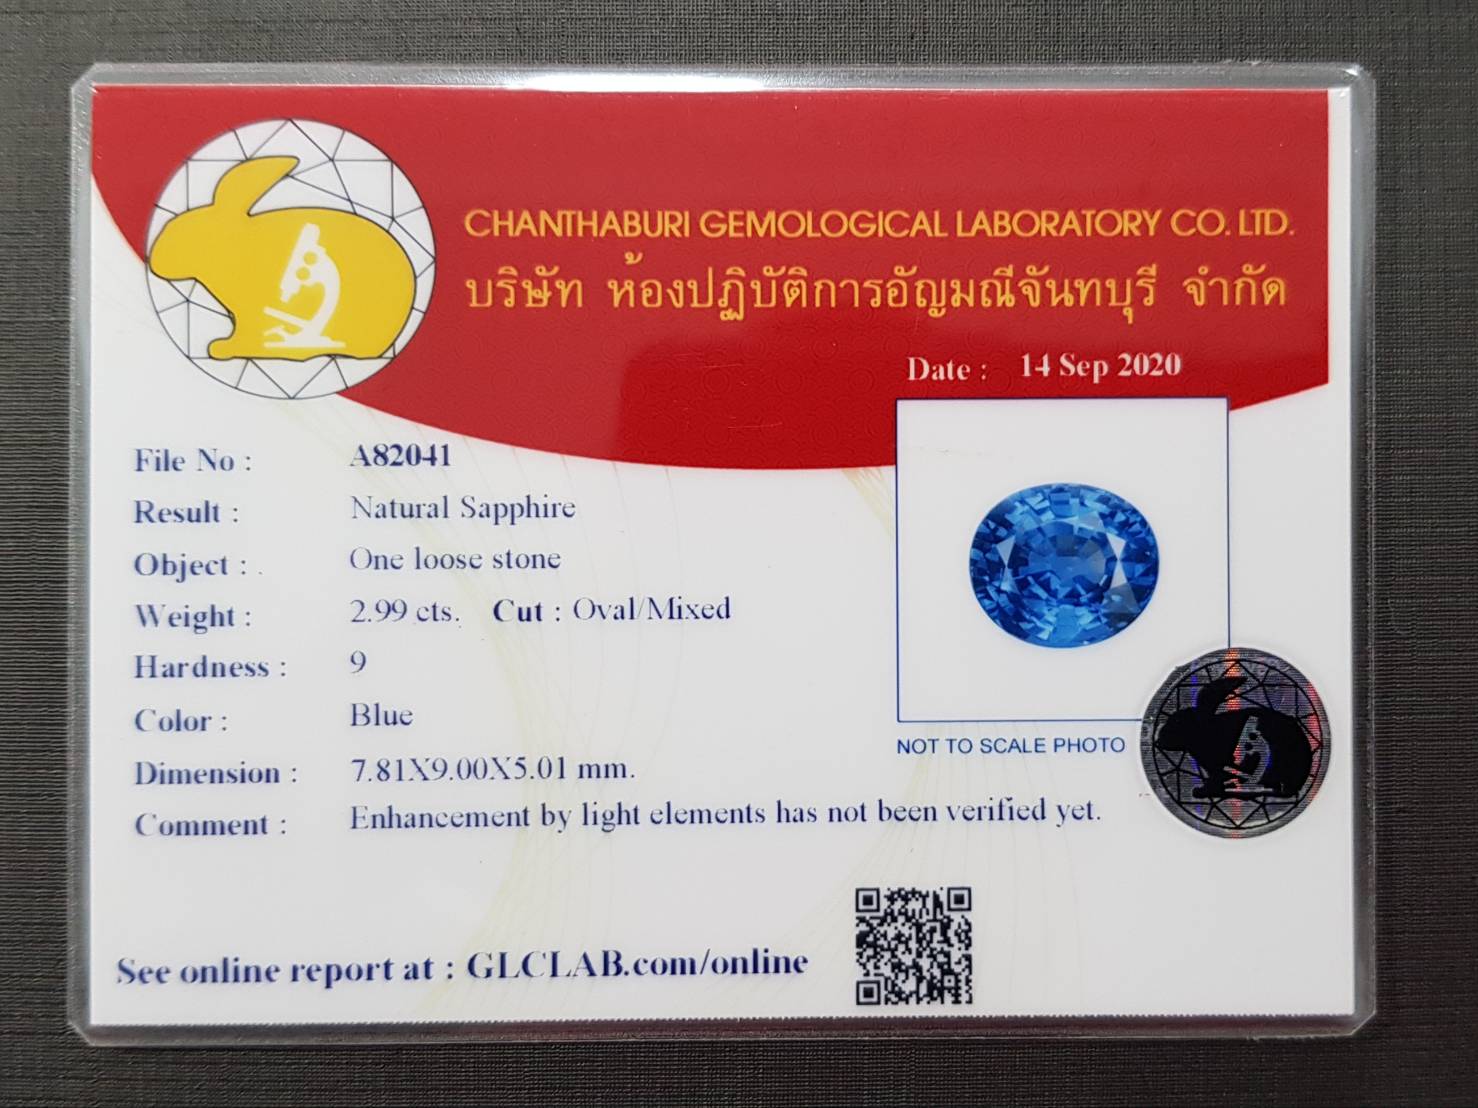 CHANTHABURI GEMOLOGICAL LABORATORY CO. LTD.
บริษัท ห้องปฏิบัติการอัญมณีจันทบุรี จำกัด
Date : 14 Sep 2020
File No : A82041
Result : Natural Sapphire
Object : One loose stone
Weight : 2.99 cts. Cut : Oval/Mixed
Hardness : 9
Color : Blue
Dimension : 7.81X9.00X5.01 mm.
Comment : Enhancement by light elements has not been verified yet.
NOT TO SCALE PHOTO
See online report at : GLCLAB.com/online